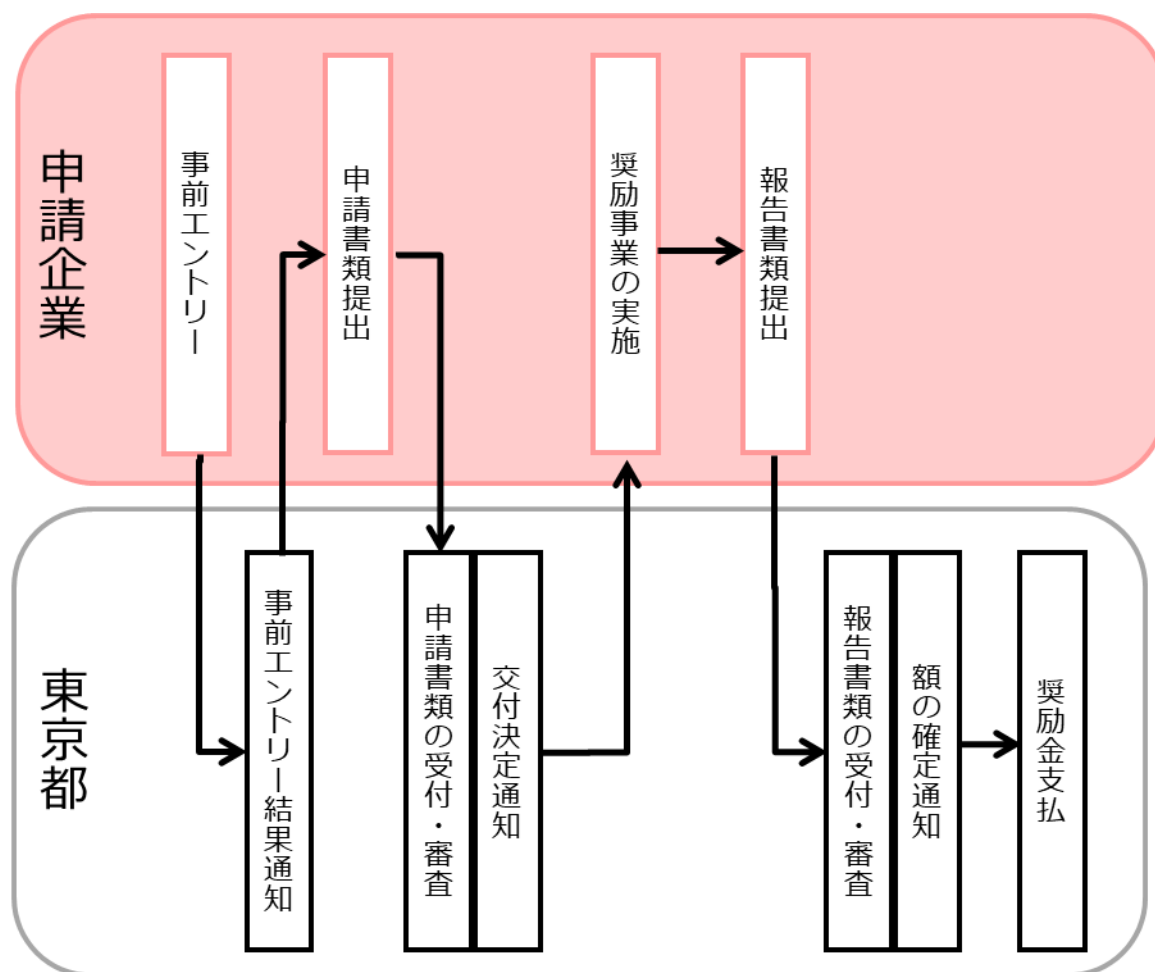 申請企業
事前エントリー
申請書類提出
奨励事業の実施
報告書類提出
東京都
事前エントリー結果通知
申請書類の受付・審査
交付決定通知
報告書類の受付・審査
額の確定通知
奨励金支払